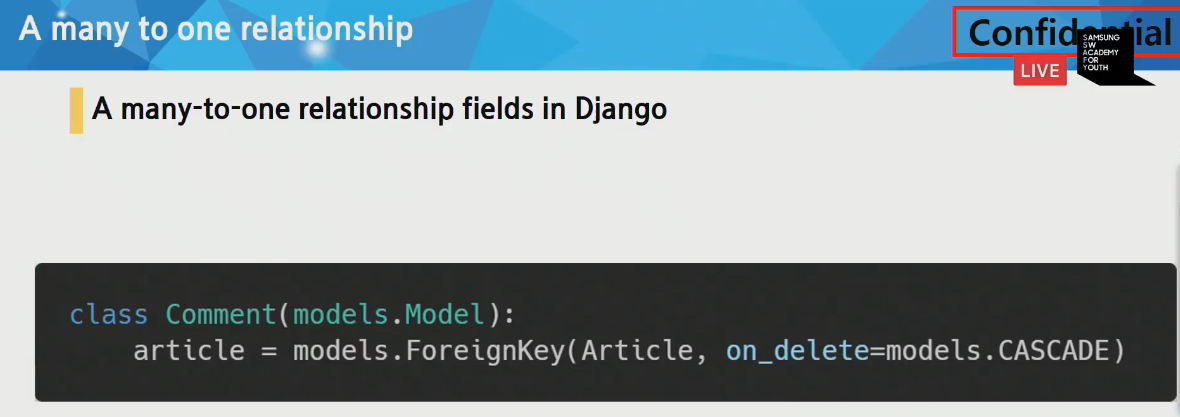 A many to one relationship
Confidential
SAMSUNG
SW
ACADEMY
FOR
YOUTH
LIVE
A many-to-one relationship fields in Django
class Comment(models.Model):
    article = models.ForeignKey(Article, on_delete=models.CASCADE)